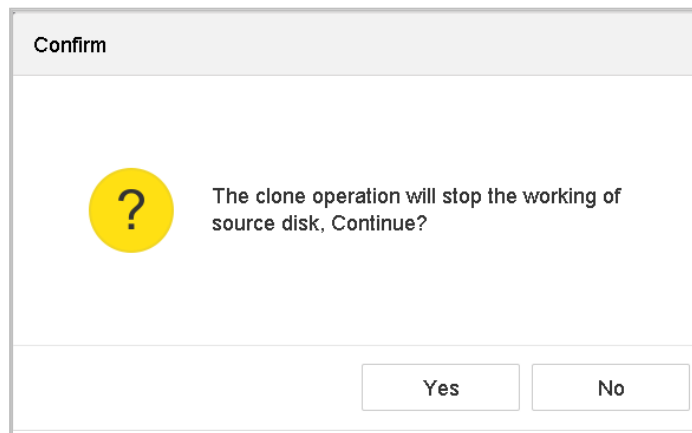 Confirm
?
The clone operation will stop the working of
source disk, Continue?
Yes No